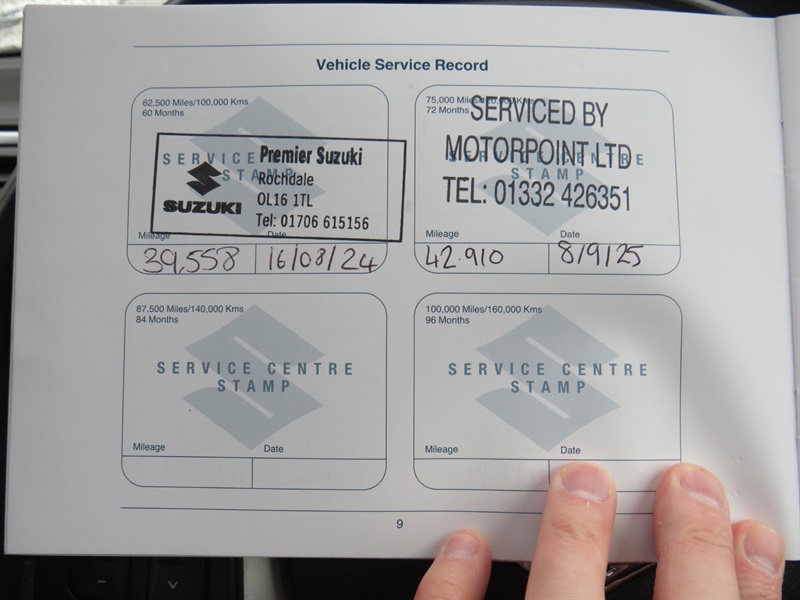 Vehicle Service Record
62,500 Miles/100,000 Kms
60 Months
SERVICE
STAMP
Premier Suzuki
Rochdale
OL16 1TL
Tel: 01706 615156
SUZUKI
Mileage
Date
39,558
16/08/24
75,000 Miles/120,000 Kms
72 Months
SERVICED BY
MOTORPOINT LTD
TEL: 01332 426351
SERVICE CENTRE
STAMP
Mileage
Date
42.910
8/9/25
87,500 Miles/140,000 Kms
84 Months
SERVICE CENTRE
STAMP
Mileage
Date
100,000 Miles/160,000 Kms
96 Months
SERVICE CENTRE
STAMP
Mileage
Date
9